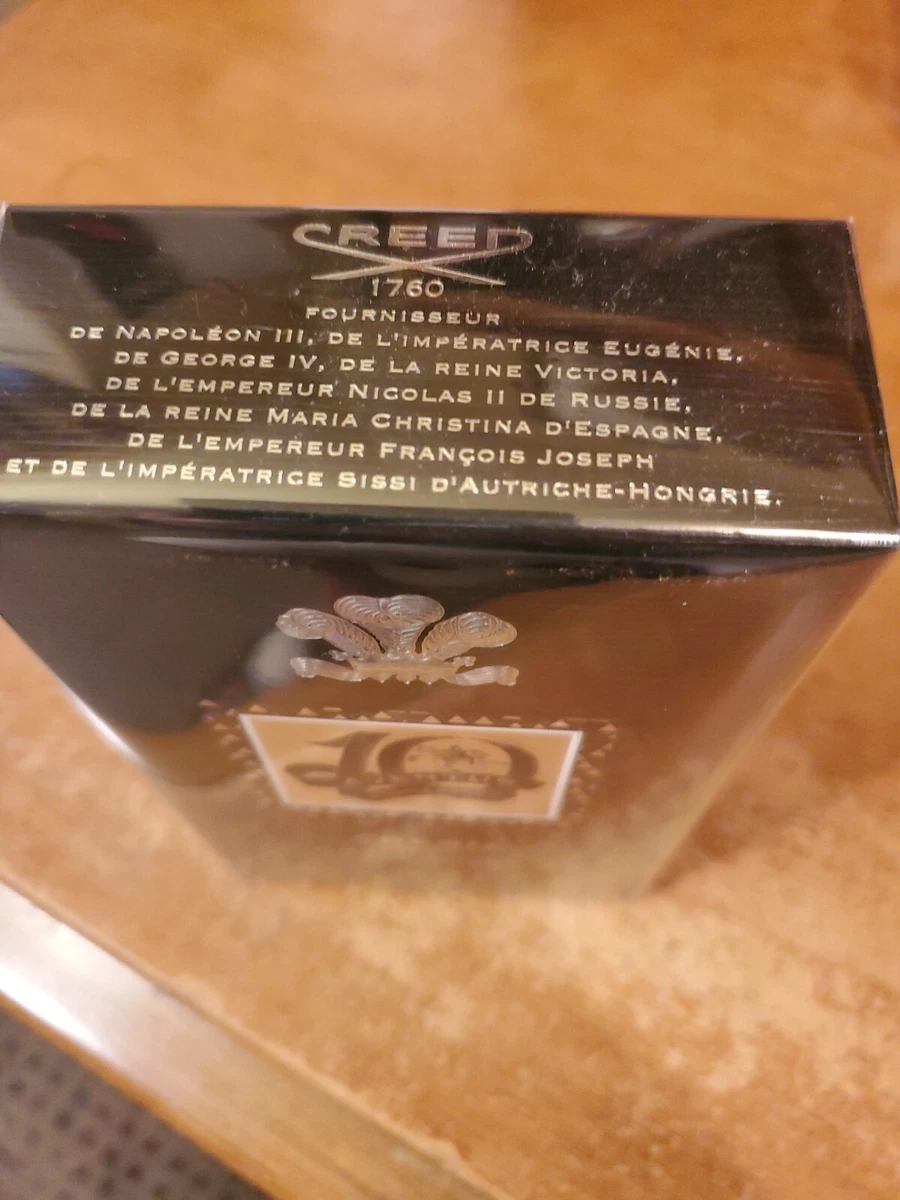 CREED
1760
FOURNISSEUR
DE NAPOLÉON III, DE L'IMPÉRATRICE EUGÉNIE,
DE GEORGE IV, DE LA REINE VICTORIA,
DE L'EMPEREUR NICOLAS II DE RUSSIE,
DE LA REINE MARIA CHRISTINA D'ESPAGNE,
DE L'EMPEREUR FRANÇOIS JOSEPH
ET DE L'IMPÉRATRICE SISSI D'AUTRICHE-HONGRIE.
10